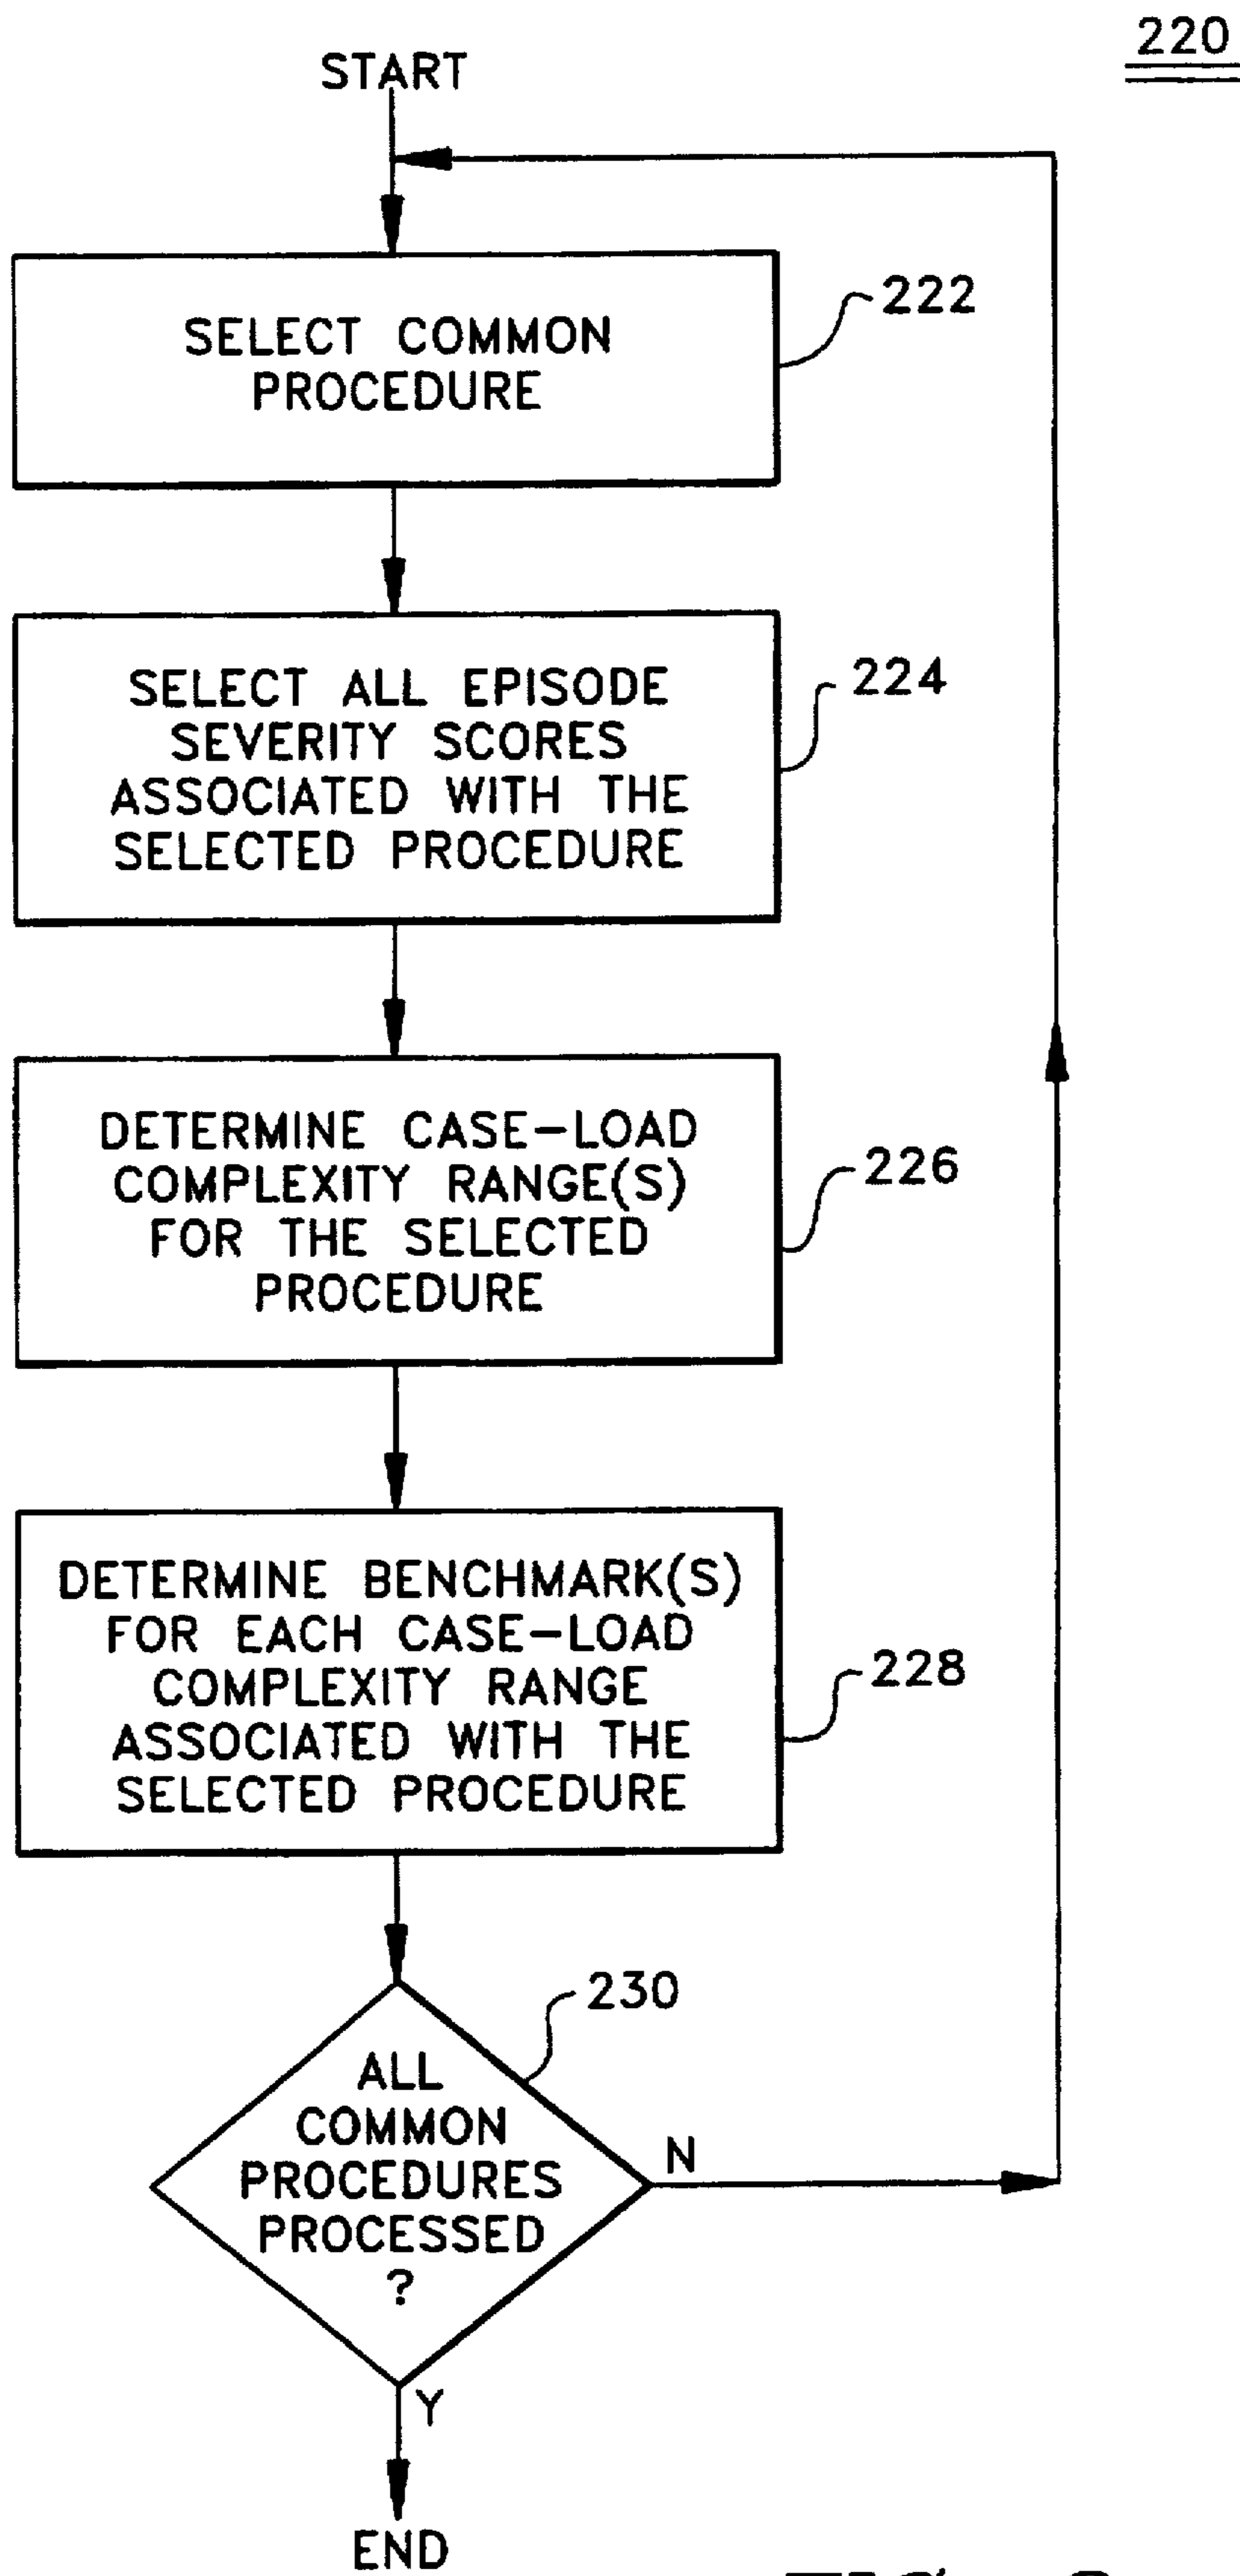 220
START
SELECT COMMON
PROCEDURE
222
SELECT ALL EPISODE
SEVERITY SCORES
ASSOCIATED WITH THE
SELECTED PROCEDURE
224
DETERMINE CASE-LOAD
COMPLEXITY RANGE(S)
FOR THE SELECTED
PROCEDURE
226
DETERMINE BENCHMARK(S)
FOR EACH CASE-LOAD
COMPLEXITY RANGE
ASSOCIATED WITH THE
SELECTED PROCEDURE
228
230
ALL
COMMON
PROCEDURES
PROCESSED
?
N
Y
END